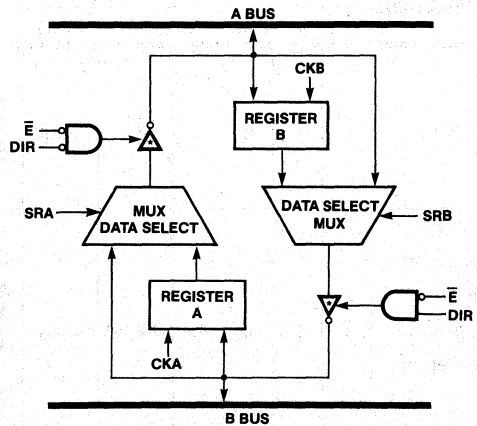 A BUS
CKB
REGISTER
B
E̅
DIR
*
MUX
DATA SELECT
SRA
DATA SELECT
MUX
SRB
REGISTER
A
*
E̅
DIR
CKA
B BUS